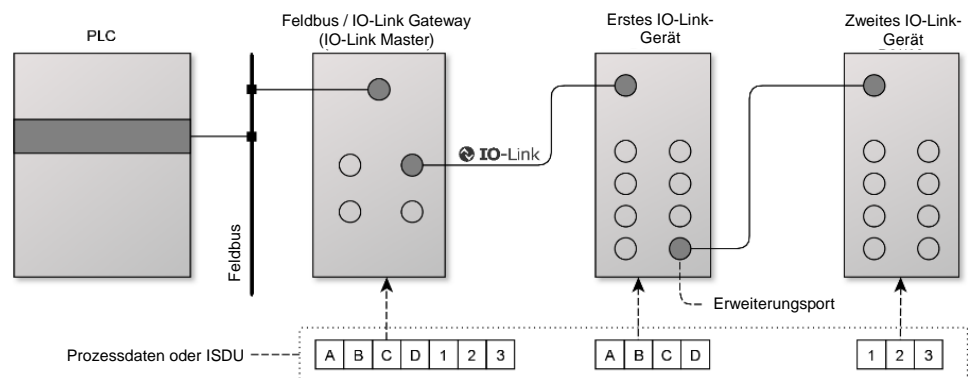 PLC
Feldbus / IO-Link Gateway
(IO-Link Master)
Erstes IO-Link-
Gerät
Zweites IO-Link-
Gerät
IO-Link
Feldbus
Erweiterungsport
Prozessdaten oder ISDU
A B C D 1 2 3
A B C D
1 2 3